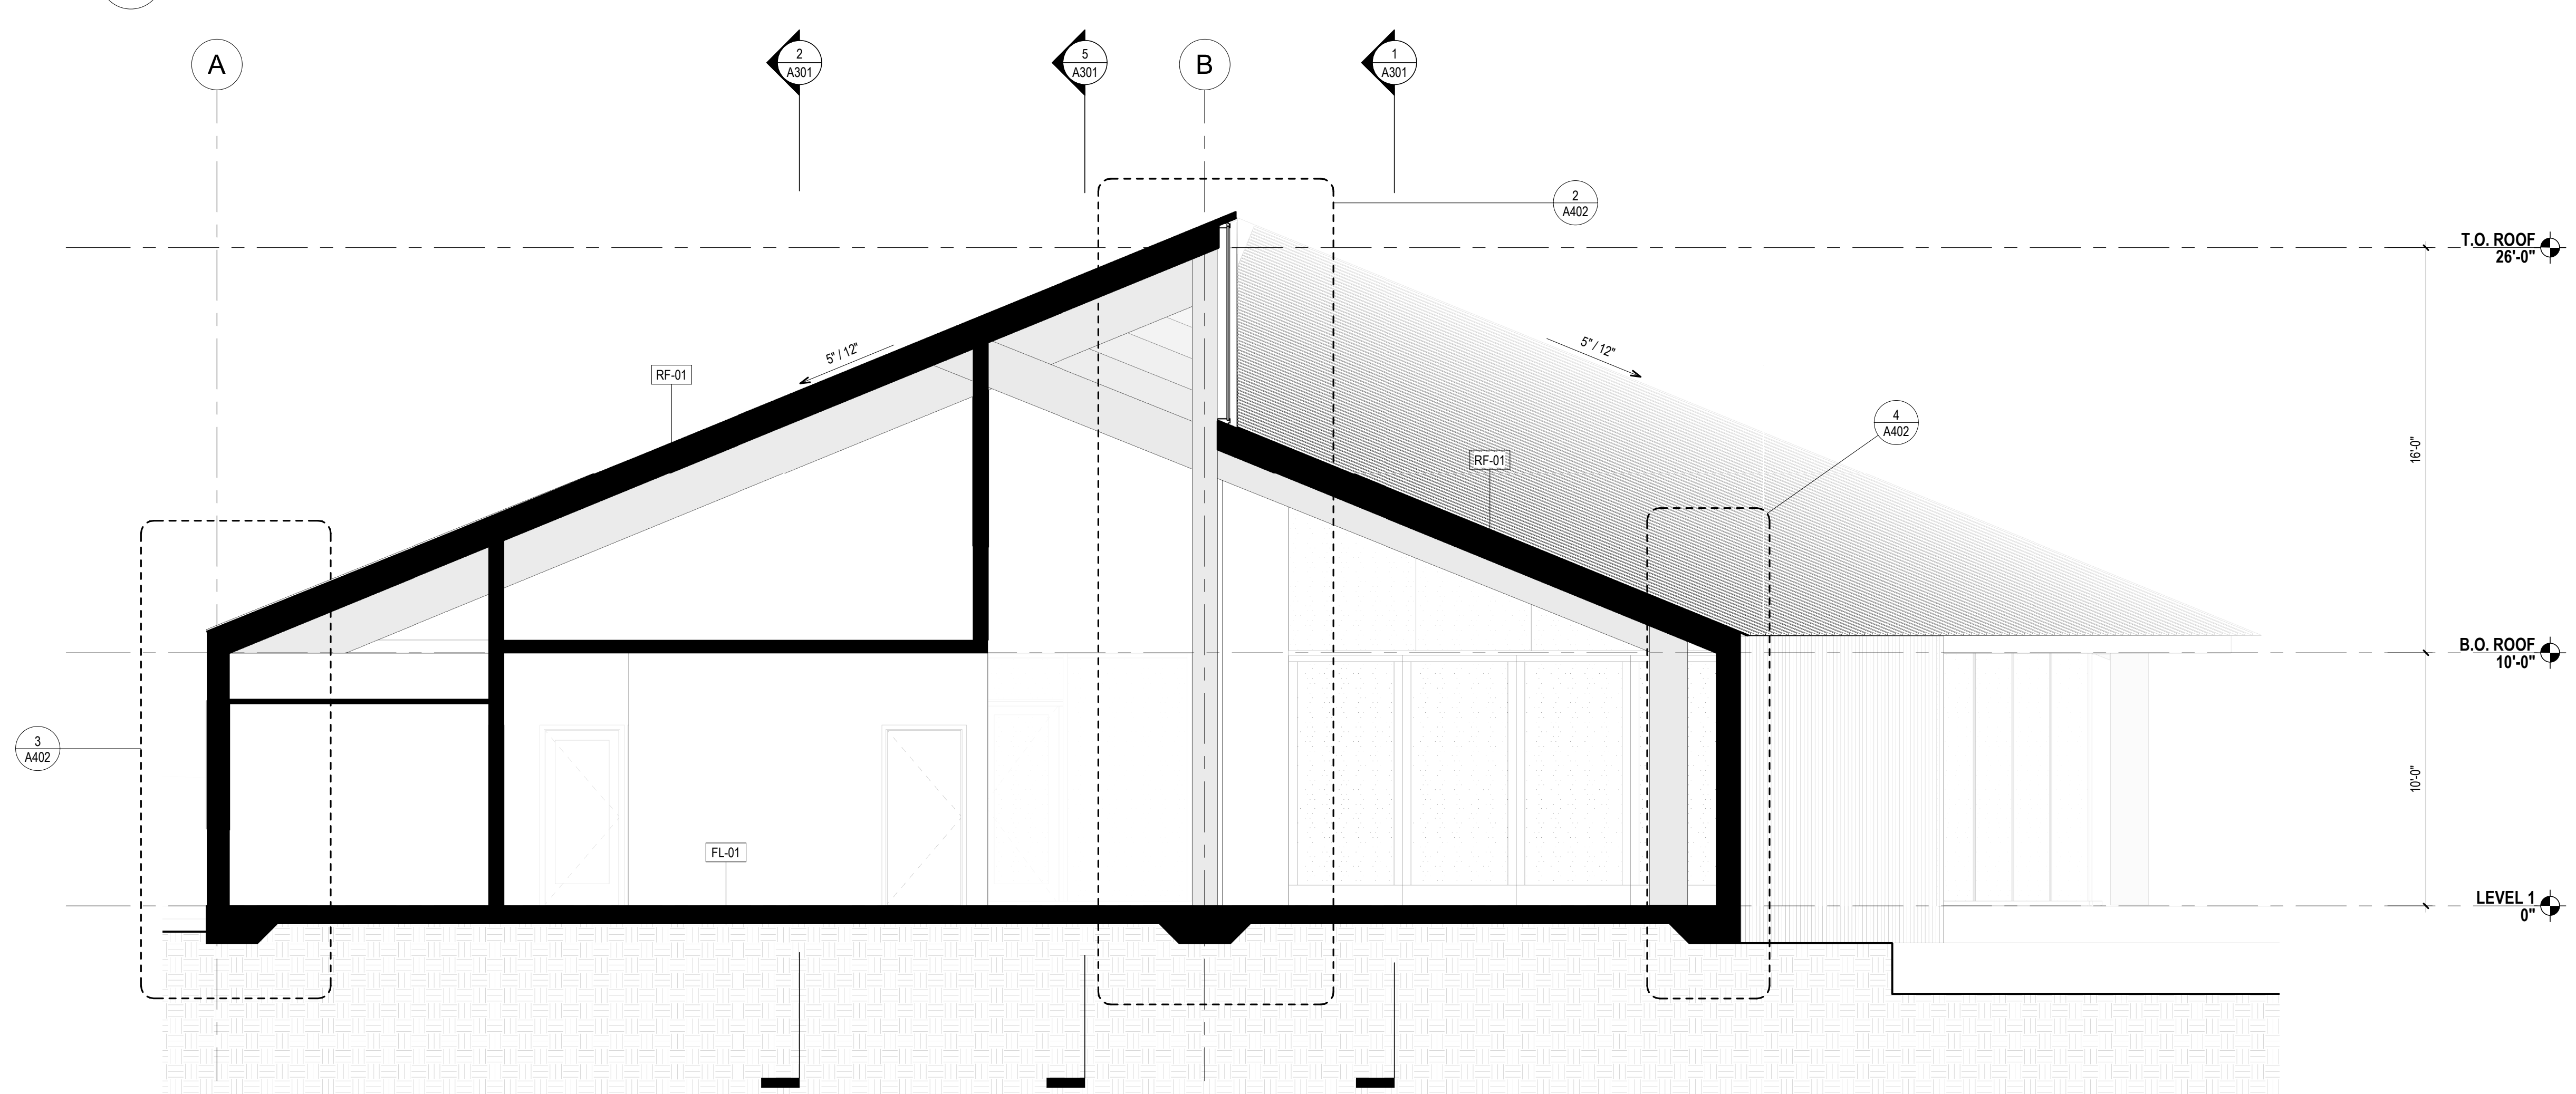 A
2
A301
5
A301
B
1
A301
2
A402
T.O. ROOF
26'-0"
5" / 12"
5" / 12"
RF-01
4
A402
RF-01
16'-0"
B.O. ROOF
10'-0"
3
A402
10'-0"
FL-01
LEVEL 1
0"